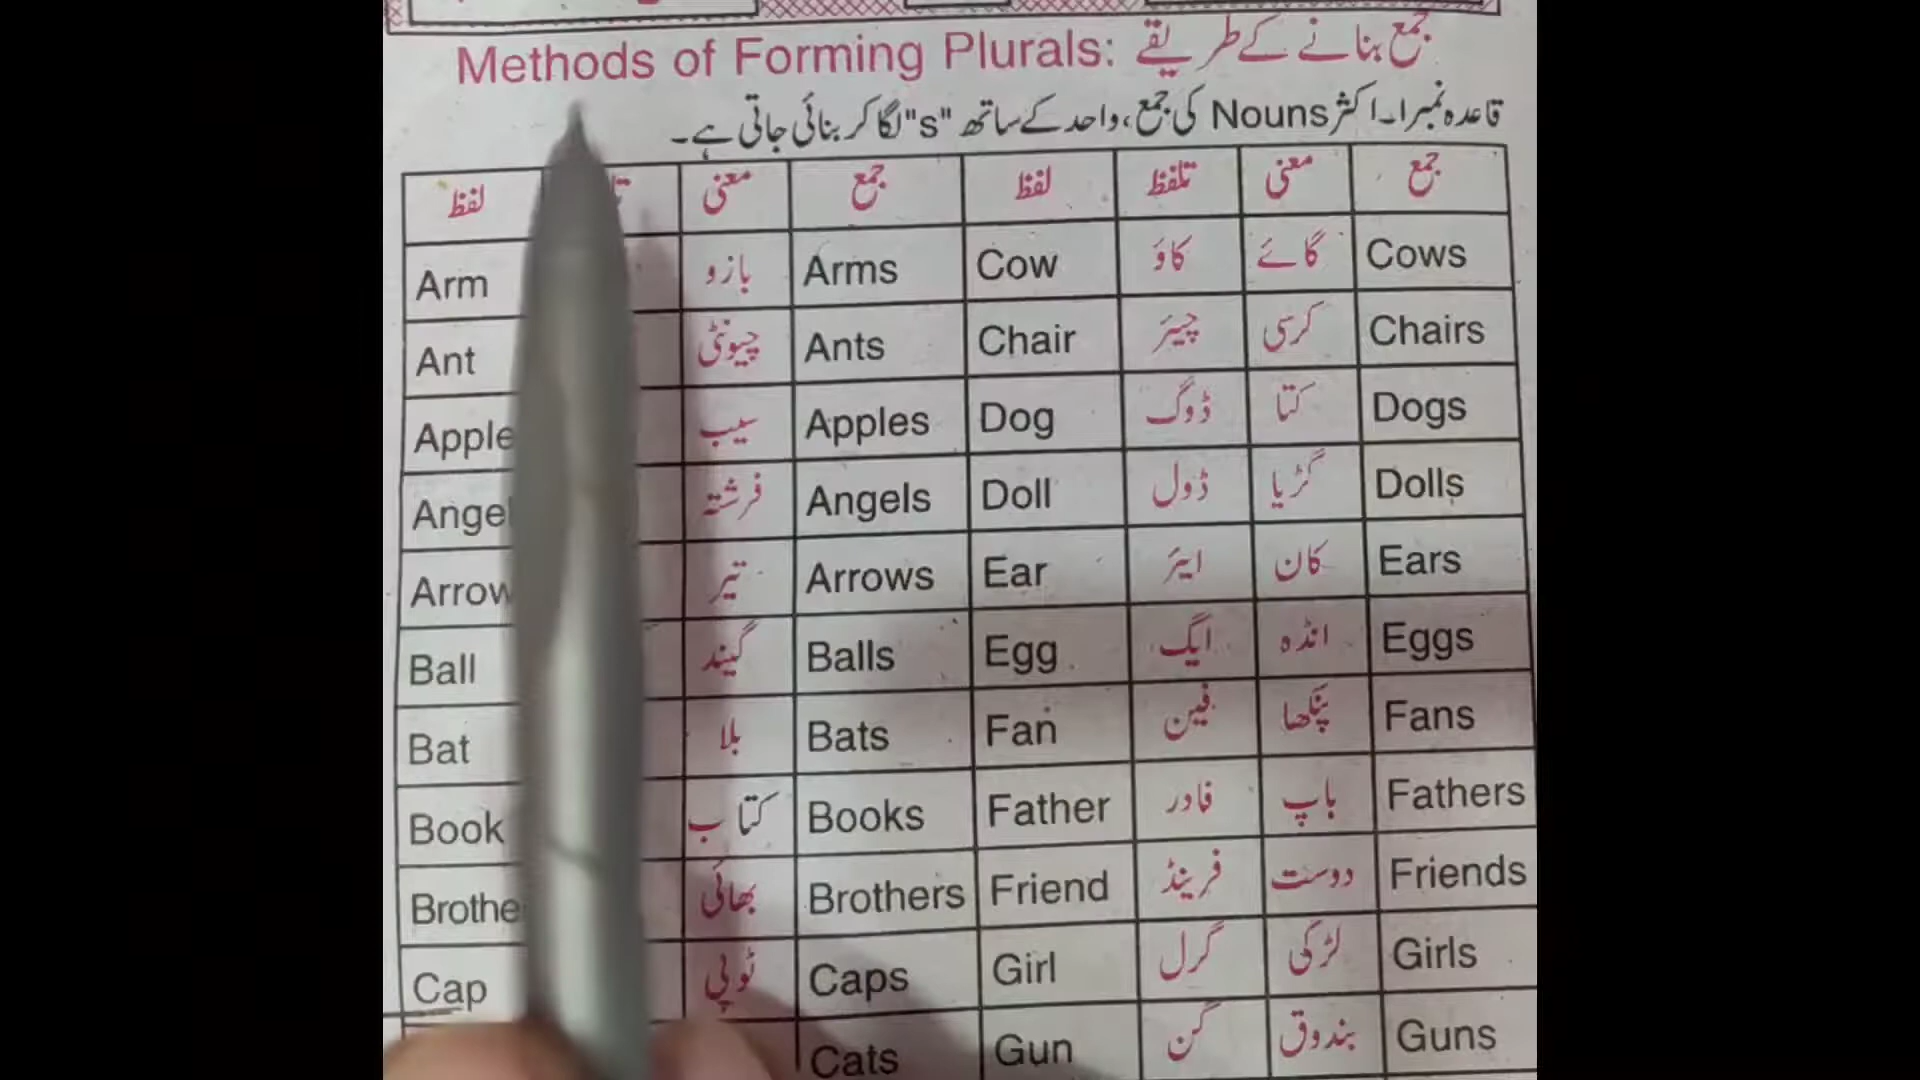 Methods of Forming Plurals: جمع بنانے کے طریقے
قاعدہ نمبر ا۔ اکثر Nouns کی جمع، واحد کے ساتھ "s" لگا کر بنائی جاتی ہے۔
لفظ معنی جمع لفظ تلفظ معنی جمع
Arm بازو Arms Cow کاؤ گائے Cows
Ant چیونٹی Ants Chair چیئر کرسی Chairs
Apple سیب Apples Dog ڈوگ کتا Dogs
Angel فرشتہ Angels Doll ڈول گڑیا Dolls
Arrow تیر Arrows Ear ایئر کان Ears
Ball گیند Balls Egg ایگ انڈہ Eggs
Bat بلا Bats Fan فین پنکھا Fans
Book کتاب Books Father فادر باپ Fathers
Brothe بھائی Brothers Friend فرینڈ دوست Friends
Cap ٹوپی Caps Girl گرل لڑکی Girls
Cats Gun گن بندوق Guns